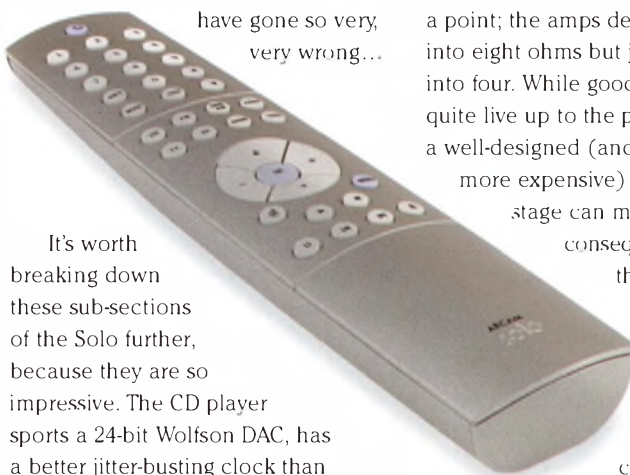 have gone so very,
very wrong…
It's worth
breaking down
these sub-sections
of the Solo further,
because they are so
impressive. The CD player
sports a 24-bit Wolfson DAC, has
a better jitter-busting clock than
a point; the amps de
into eight ohms but j
into four. While good
quite live up to the p
a well-designed (and
more expensive)
stage can m
conseq
th
c
ARCAM
solo